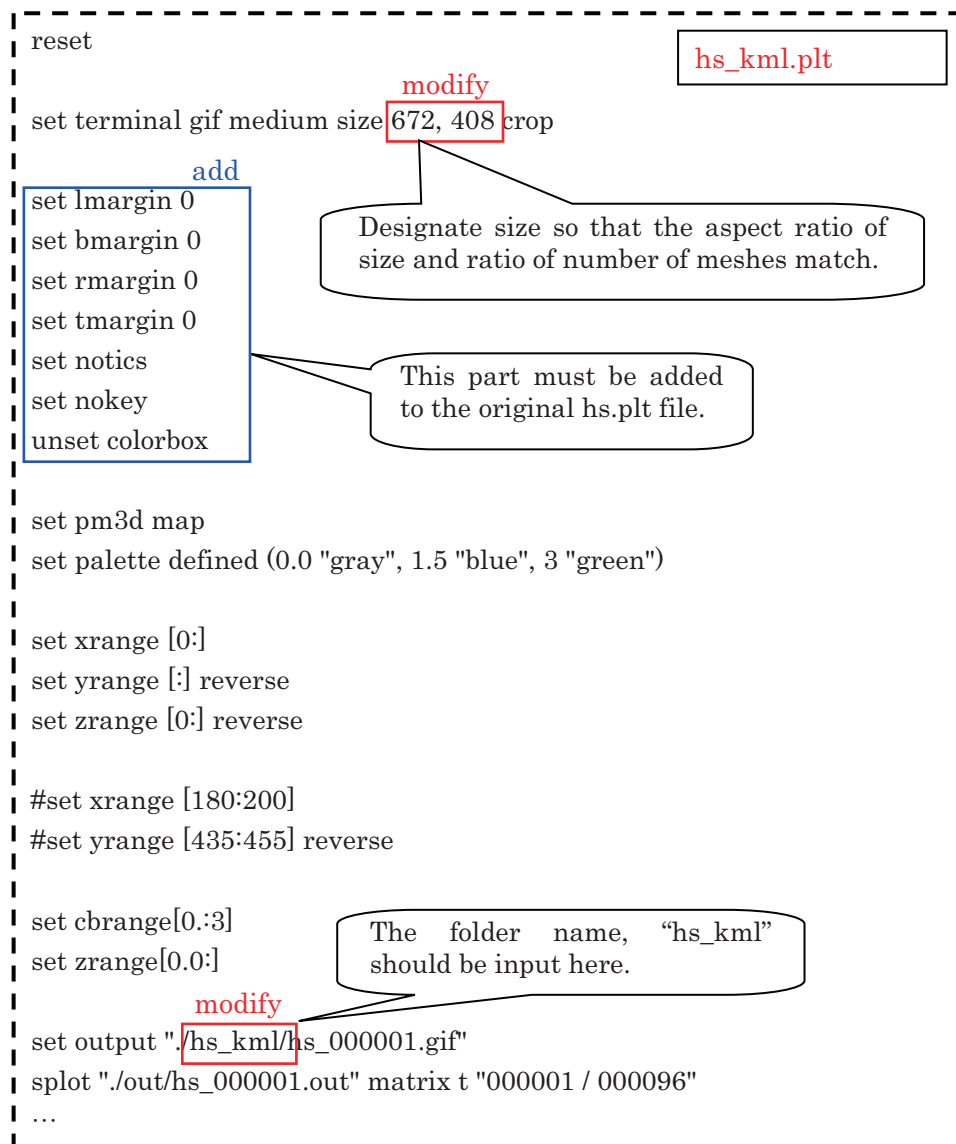 reset
hs_kml.plt
modify
set terminal gif medium size 672, 408 crop
add
set lmargin 0
set bmargin 0
set rmargin 0
set tmargin 0
set notics
set nokey
unset colorbox
Designate size so that the aspect ratio of
size and ratio of number of meshes match.
This part must be added
to the original hs.plt file.
set pm3d map
set palette defined (0.0 "gray", 1.5 "blue", 3 "green")
set xrange [0:]
set yrange [:] reverse
set zrange [0:] reverse
#set xrange [180:200]
#set yrange [435:455] reverse
set cbrange[0.:3]
set zrange[0.0:]
The folder name, “hs_kml”
should be input here.
modify
set output "./hs_kml/hs_000001.gif"
splot "./out/hs_000001.out" matrix t "000001 / 000096"
…